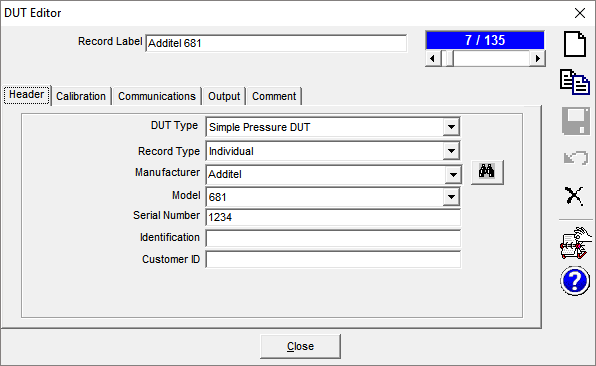 DUT Editor
Record Label Additel 681
7 / 135
Header Calibration Communications Output Comment
DUT Type Simple Pressure DUT
Record Type Individual
Manufacturer Additel
Model 681
Serial Number 1234
Identification
Customer ID
Close